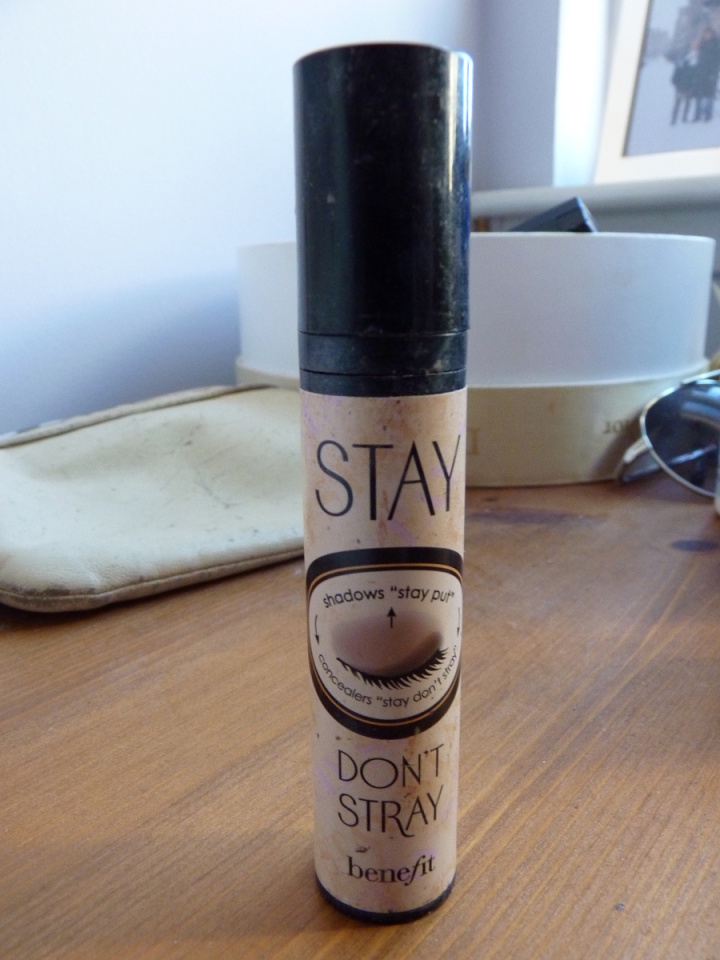 STAY
shadows "stay put"
concealers "stay don't stray"
DON'T
STRAY
benefit